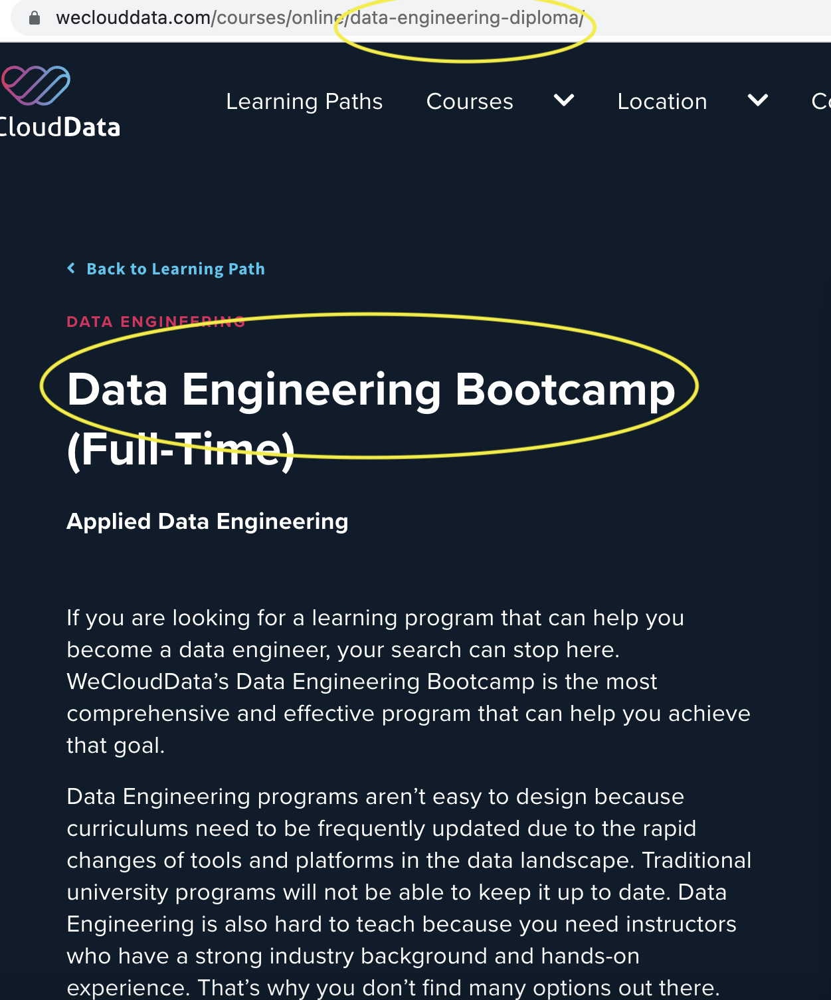 weclouddata.com/courses/online/data-engineering-diploma/
Learning Paths Courses Location
CloudData
Back to Learning Path
DATA ENGINEERING
Data Engineering Bootcamp
(Full-Time)
Applied Data Engineering
If you are looking for a learning program that can help you
become a data engineer, your search can stop here.
WeCloudData’s Data Engineering Bootcamp is the most
comprehensive and effective program that can help you achieve
that goal.
Data Engineering programs aren’t easy to design because
curriculums need to be frequently updated due to the rapid
changes of tools and platforms in the data landscape. Traditional
university programs will not be able to keep it up to date. Data
Engineering is also hard to teach because you need instructors
who have a strong industry background and hands-on
experience. That’s why you don’t find many options out there.